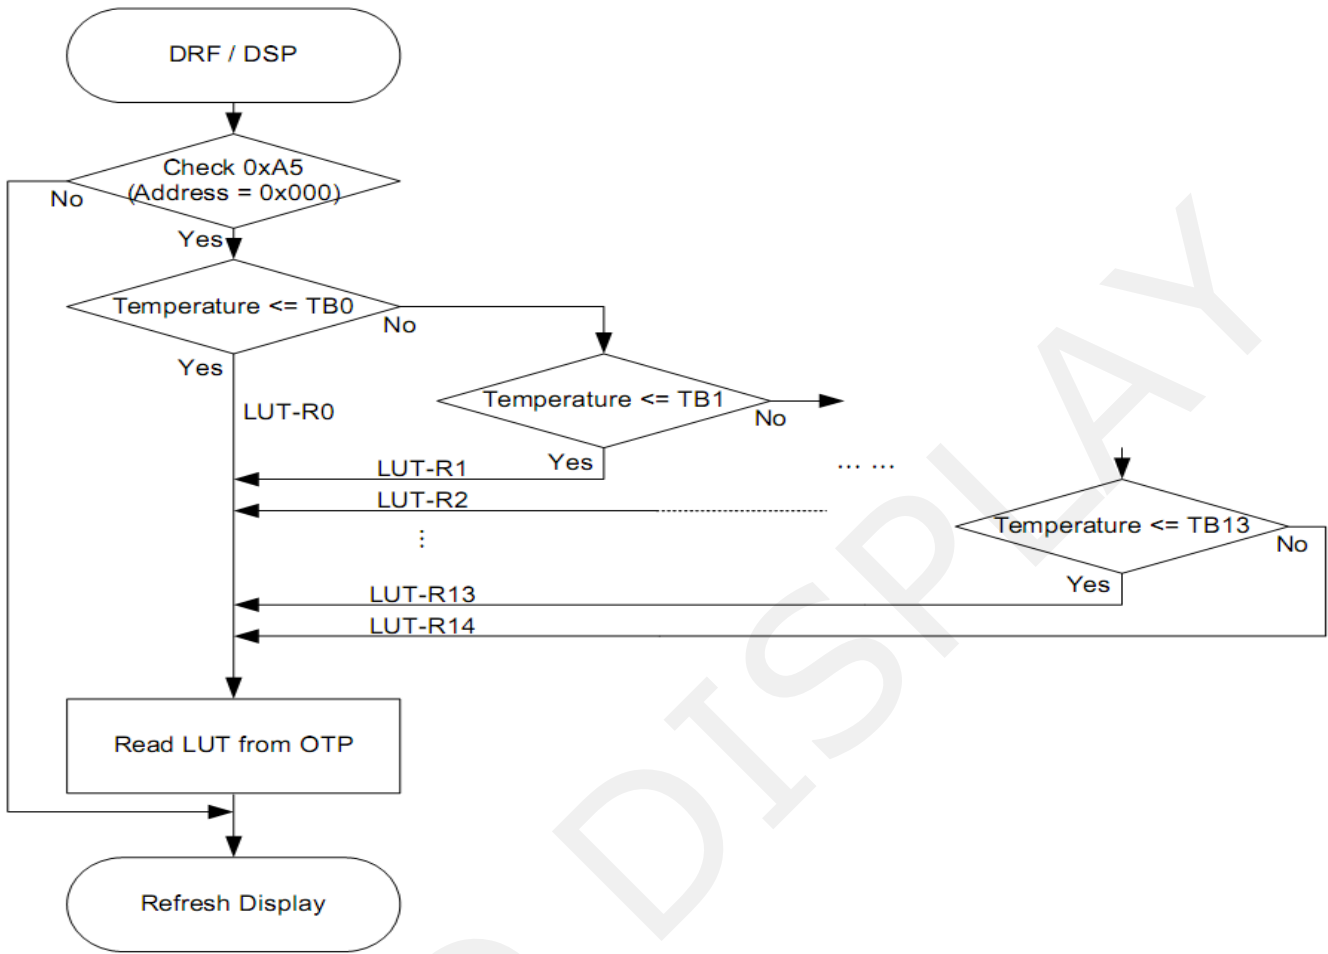 DRF / DSP
Check 0xA5
(Address = 0x000)
No
Yes
Temperature <= TB0
No
Yes
LUT-R0
Temperature <= TB1
No
Yes
LUT-R1
... ...
LUT-R2
Temperature <= TB13
No
Yes
LUT-R13
LUT-R14
Read LUT from OTP
Refresh Display
DISPLAY